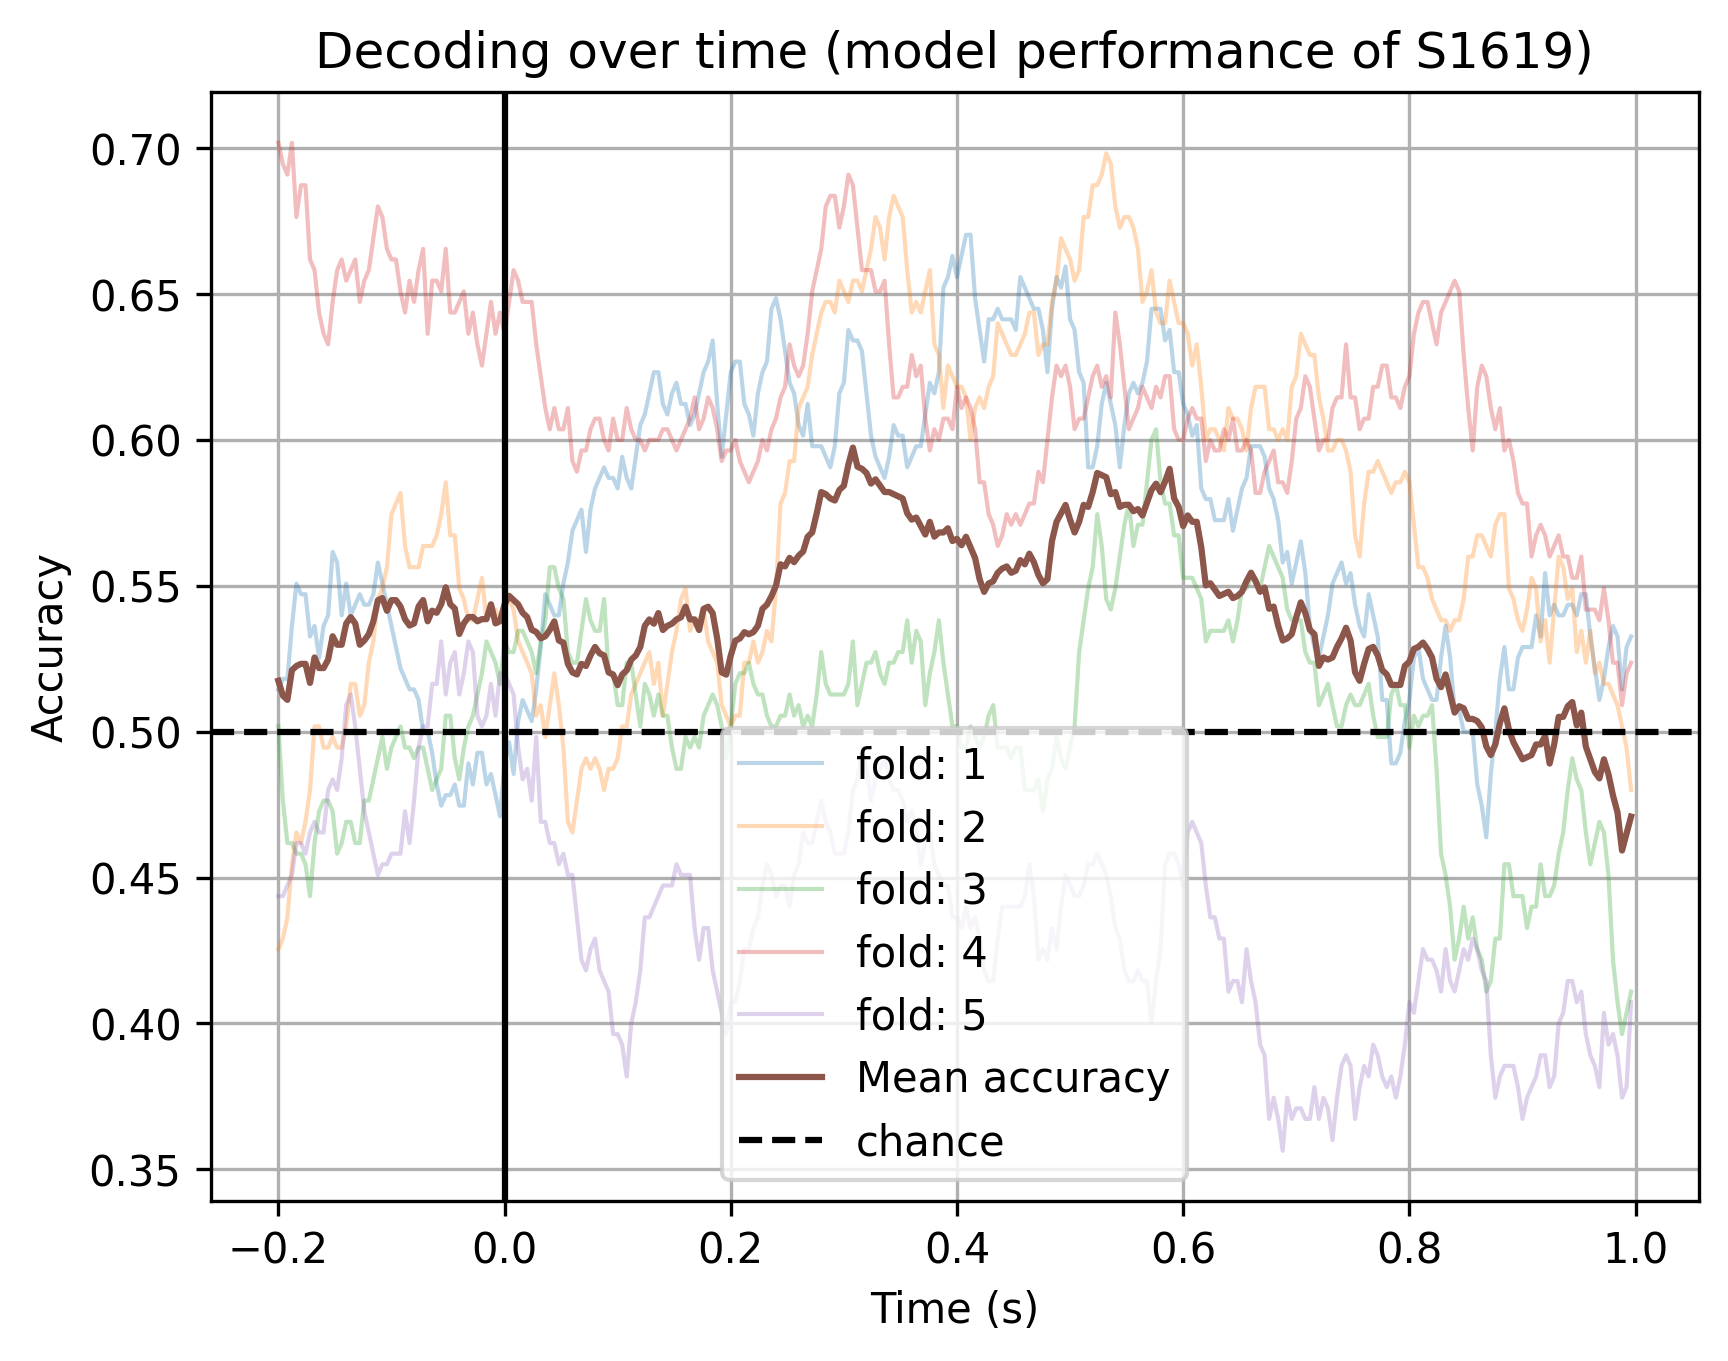 Decoding over time (model performance of S1619)
Accuracy
0.70
0.65
0.60
0.55
0.50
0.45
0.40
0.35
fold: 1
fold: 2
fold: 3
fold: 4
fold: 5
Mean accuracy
chance
−0.2 0.0 0.2 0.4 0.6 0.8 1.0
Time (s)